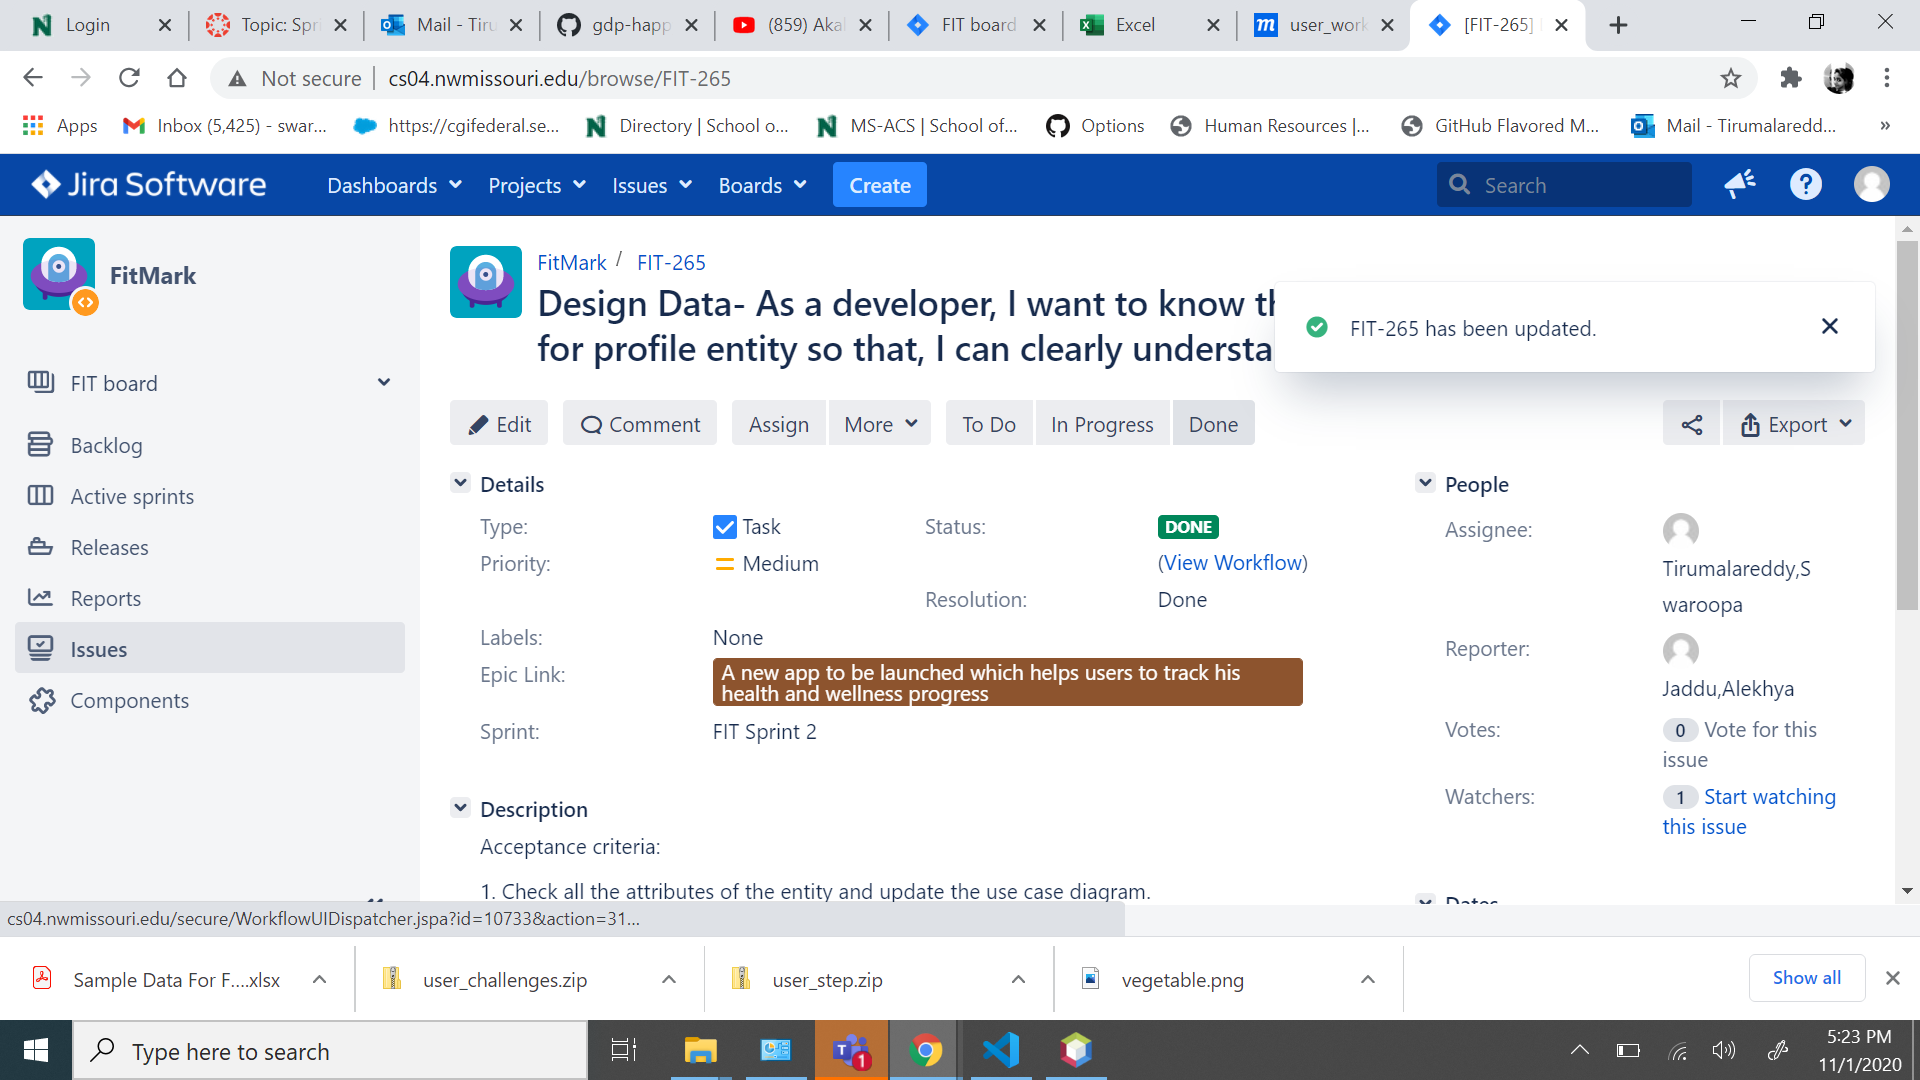 Login
Topic: Spri
Mail - Tiru
gdp-happ
(859) Akal
FIT board
Excel
user_work
[FIT-265]
Not secure
cs04.nwmissouri.edu/browse/FIT-265
Apps
Inbox (5,425) - swar...
https://cgifederal.se...
Directory | School o...
MS-ACS | School of...
Options
Human Resources |...
GitHub Flavored M...
Mail - Tirumalaredd...
»
Jira Software
Dashboards
Projects
Issues
Boards
Create
Search
FitMark
FIT board
Backlog
Active sprints
Releases
Reports
Issues
Components
FitMark / FIT-265
Design Data- As a developer, I want to know th
for profile entity so that, I can clearly understa
FIT-265 has been updated.
Edit
Comment
Assign
More
To Do
In Progress
Done
Export
Details
Type: Task
Status: DONE
Priority: Medium
(View Workflow)
Resolution: Done
Labels: None
Epic Link: A new app to be launched which helps users to track his
health and wellness progress
Sprint: FIT Sprint 2
Description
Acceptance criteria:
1. Check all the attributes of the entity and update the use case diagram.
People
Assignee:
Tirumalareddy,S
waroopa
Reporter:
Jaddu,Alekhya
Votes: 0 Vote for this
issue
Watchers: 1 Start watching
this issue
Dates
cs04.nwmissouri.edu/secure/WorkflowUIDispatcher.jspa?id=10733&action=31...
Sample Data For F....xlsx
user_challenges.zip
user_step.zip
vegetable.png
Show all
Type here to search
1
5:23 PM
11/1/2020